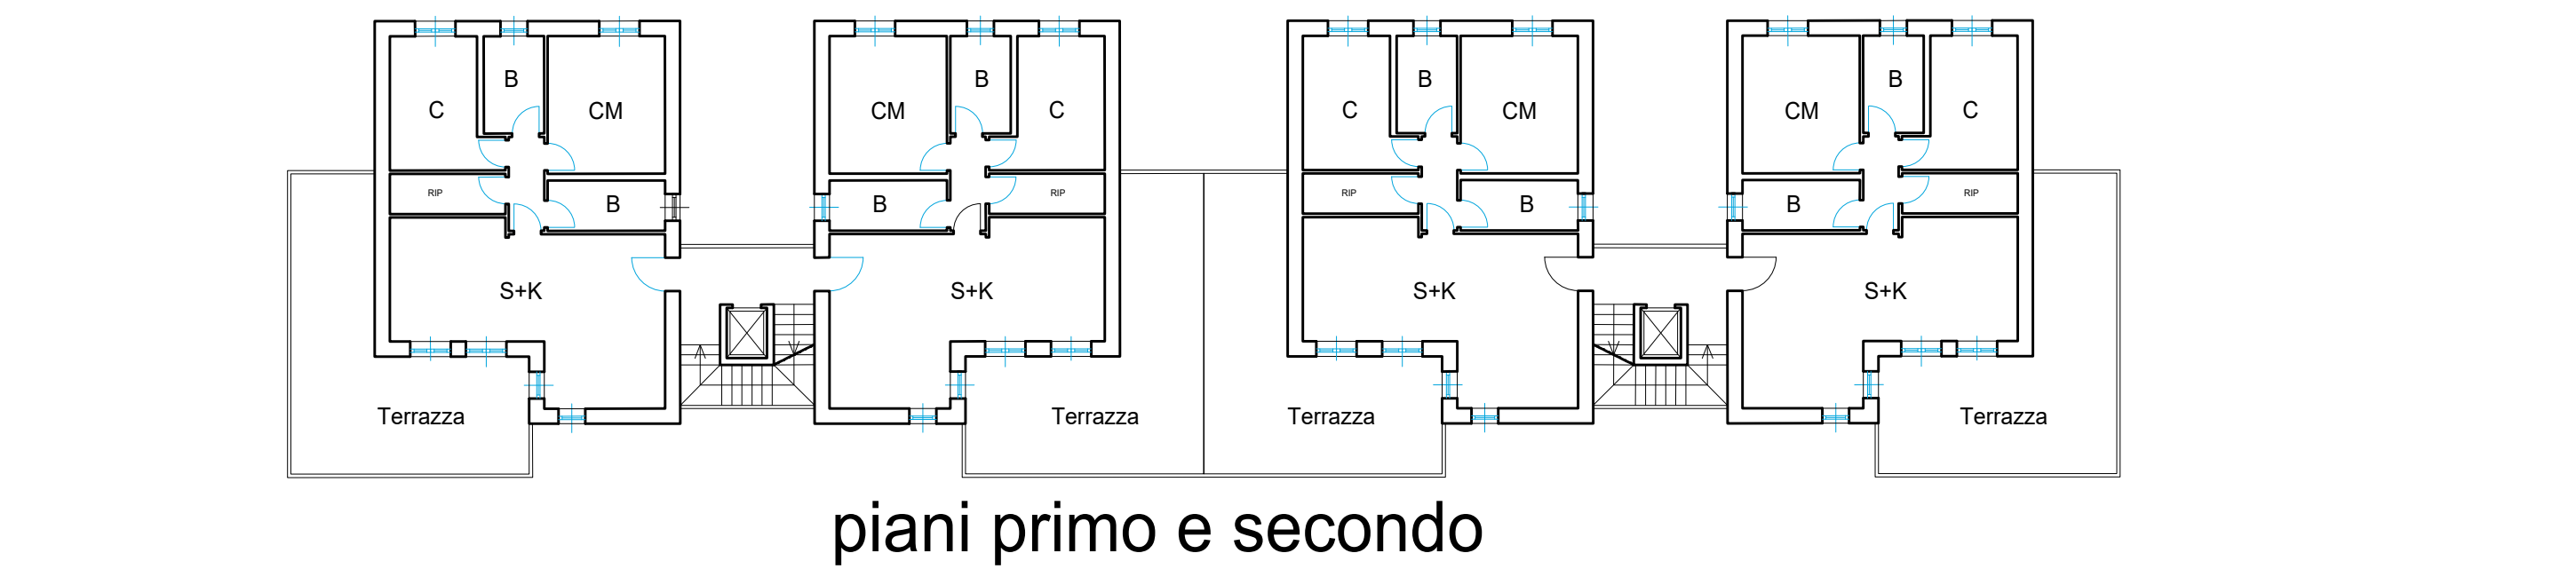 B B B B
C CM CM C C CM CM C
RIP B B RIP RIP B B RIP
S+K S+K S+K S+K
Terrazza Terrazza Terrazza Terrazza
piani primo e secondo